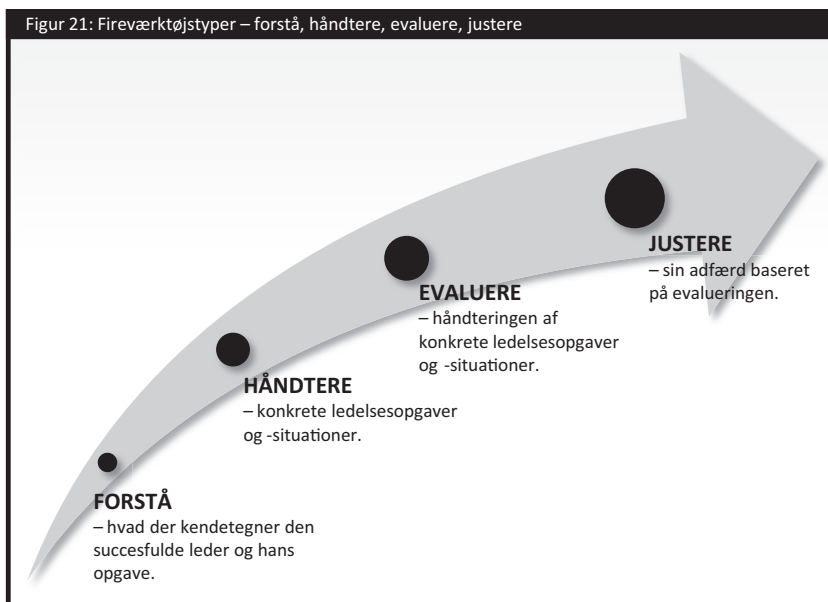 Figur 21: Fireværktøjstyper – forstå, håndtere, evaluere, justere
JUSTERE
– sin adfærd baseret
på evalueringen.
EVALUERE
– håndteringen af
konkrete ledelsesopgaver
og -situationer.
HÅNDTERE
– konkrete ledelsesopgaver
og -situationer.
FORSTÅ
– hvad der kendetegner den
succesfulde leder og hans
opgave.